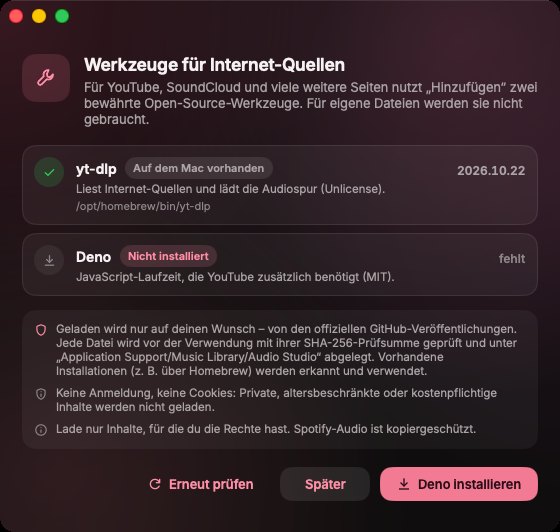 Werkzeuge für Internet-Quellen
Für YouTube, SoundCloud und viele weitere Seiten nutzt „Hinzufügen“ zwei
bewährte Open-Source-Werkzeuge. Für eigene Dateien werden sie nicht
gebraucht.
yt-dlp Auf dem Mac vorhanden 2026.10.22
Liest Internet-Quellen und lädt die Audiospur (Unlicense).
/opt/homebrew/bin/yt-dlp
Deno Nicht installiert fehlt
JavaScript-Laufzeit, die YouTube zusätzlich benötigt (MIT).
Geladen wird nur auf deinen Wunsch – von den offiziellen GitHub-Veröffentlichungen.
Jede Datei wird vor der Verwendung mit ihrer SHA-256-Prüfsumme geprüft und unter
„Application Support/Music Library/Audio Studio“ abgelegt. Vorhandene
Installationen (z. B. über Homebrew) werden erkannt und verwendet.
Keine Anmeldung, keine Cookies: Private, altersbeschränkte oder kostenpflichtige
Inhalte werden nicht geladen.
Lade nur Inhalte, für die du die Rechte hast. Spotify-Audio ist kopiergeschützt.
Erneut prüfen Später Deno installieren